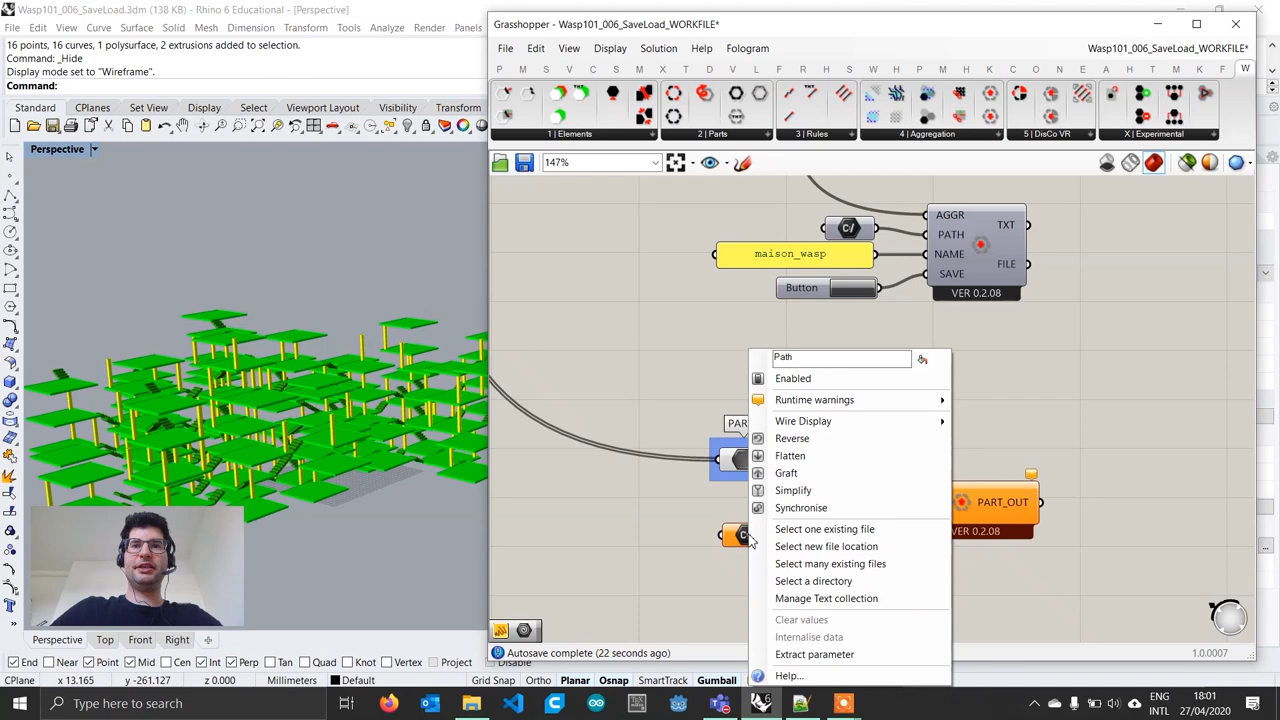 Wasp101_006_SaveLoad.3dm (138 KB) - Rhino 6 Educational - [Perspective]
File Edit View Curve Surface Solid Mesh Dimension Transform Tools Analyze Render Panels
16 points, 16 curves, 1 polysurface, 2 extrusions added to selection.
Command: _Hide
Display mode set to "Wireframe".
Command:
Standard CPlanes Set View Display Select Viewport Layout Visibility Transform
Perspective
Grasshopper - Wasp101_006_SaveLoad_WORKFILE*
File Edit View Display Solution Help Fologram
Wasp101_006_SaveLoad_WORKFILE*
P M S V C S I M D V L F S W H M K H K A M T K F W
1 | Elements 2 | Parts 3 | Rules 4 | Aggregation 5 | DisCo VR X | Experimental
147%
AGGR
PATH
NAME
SAVE
TXT
FILE
VER 0.2.08
C:/
maison_wasp
Button
Path
Enabled
Runtime warnings
Wire Display
Reverse
Flatten
Graft
Simplify
Synchronise
Select one existing file
Select new file location
Select many existing files
Select a directory
Manage Text collection
Clear values
Internalise data
Extract parameter
Help...
PAR
PART_OUT
VER 0.2.08
Autosave complete (22 seconds ago)
1.0.0007
Perspective Top Front Right
End Near Point Mid Cen Int Perp Tan Quad Knot Vertex Project Disable
CPlane x 13.165 y -261.127 z 0.000 Millimeters Default Grid Snap Ortho Planar Osnap SmartTrack Gumball
Type here to search
ENG
INTL
18:01
27/04/2020